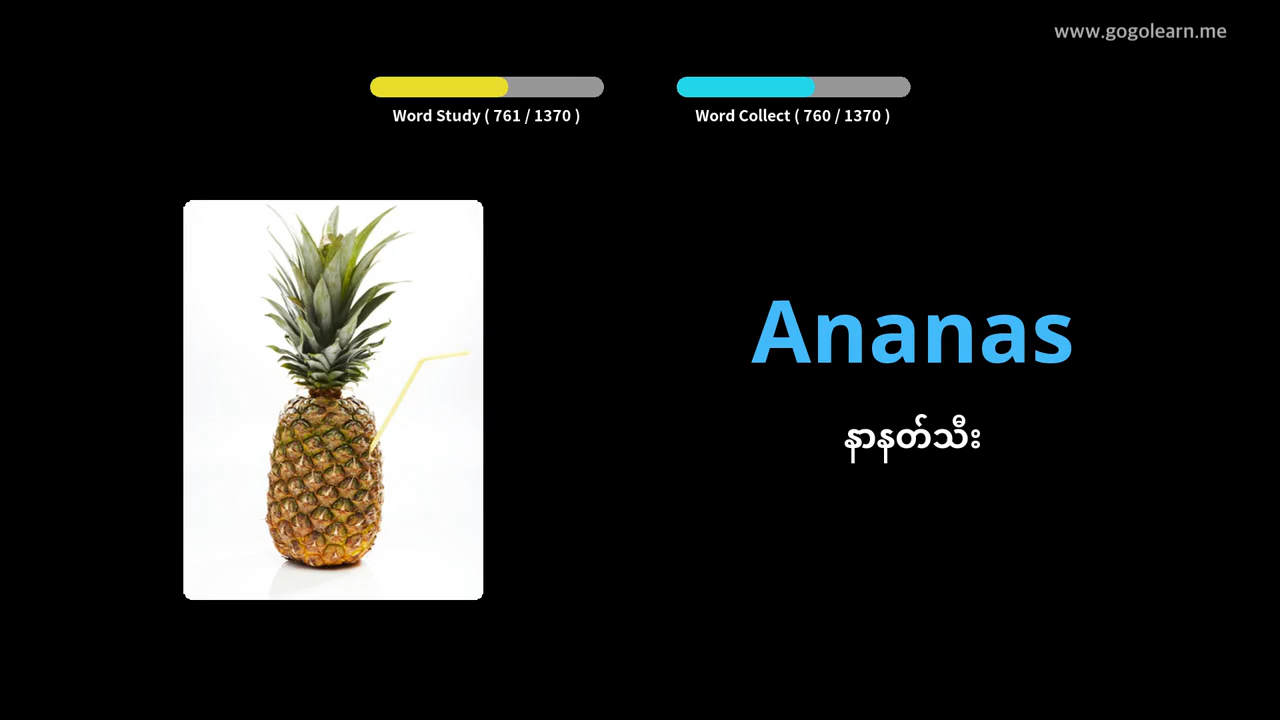 www.gogolearn.me
Word Study ( 761 / 1370 )
Word Collect ( 760 / 1370 )
Ananas
နာနတ်သီး